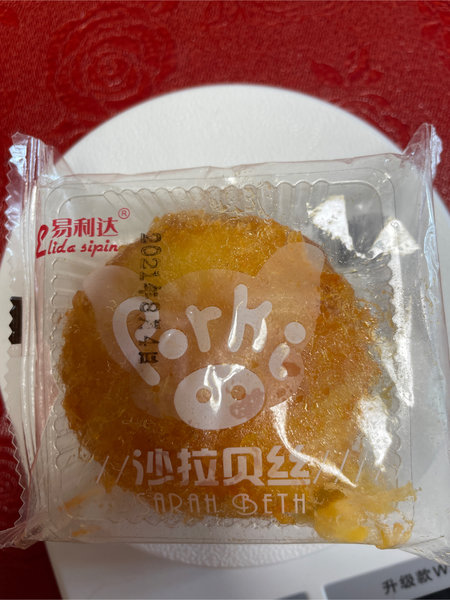 易利达®
Elida sipin
2021年8月4日
Porki
沙拉贝丝
SARAH BETH
升级款W